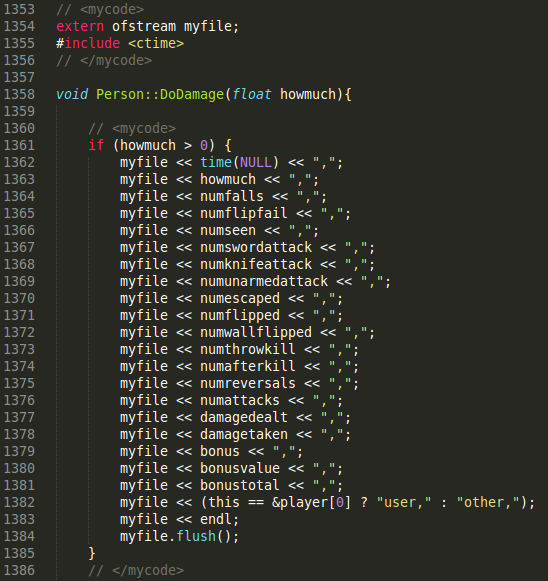 1353 // <mycode>
1354 extern ofstream myfile;
1355 #include <ctime>
1356 // </mycode>
1357
1358 void Person::DoDamage(float howmuch){
1359
1360     // <mycode>
1361     if (howmuch > 0) {
1362         myfile << time(NULL) << ",";
1363         myfile << howmuch << ",";
1364         myfile << numfalls << ",";
1365         myfile << numflipfail << ",";
1366         myfile << numseen << ",";
1367         myfile << numswordattack << ",";
1368         myfile << numknifeattack << ",";
1369         myfile << numunarmedattack << ",";
1370         myfile << numescaped << ",";
1371         myfile << numflipped << ",";
1372         myfile << numwallflipped << ",";
1373         myfile << numthrowkill << ",";
1374         myfile << numafterkill << ",";
1375         myfile << numreversals << ",";
1376         myfile << numattacks << ",";
1377         myfile << damagedealt << ",";
1378         myfile << damagetaken << ",";
1379         myfile << bonus << ",";
1380         myfile << bonusvalue << ",";
1381         myfile << bonustotal << ",";
1382         myfile << (this == &player[0] ? "user," : "other,");
1383         myfile << endl;
1384         myfile.flush();
1385     }
1386     // </mycode>